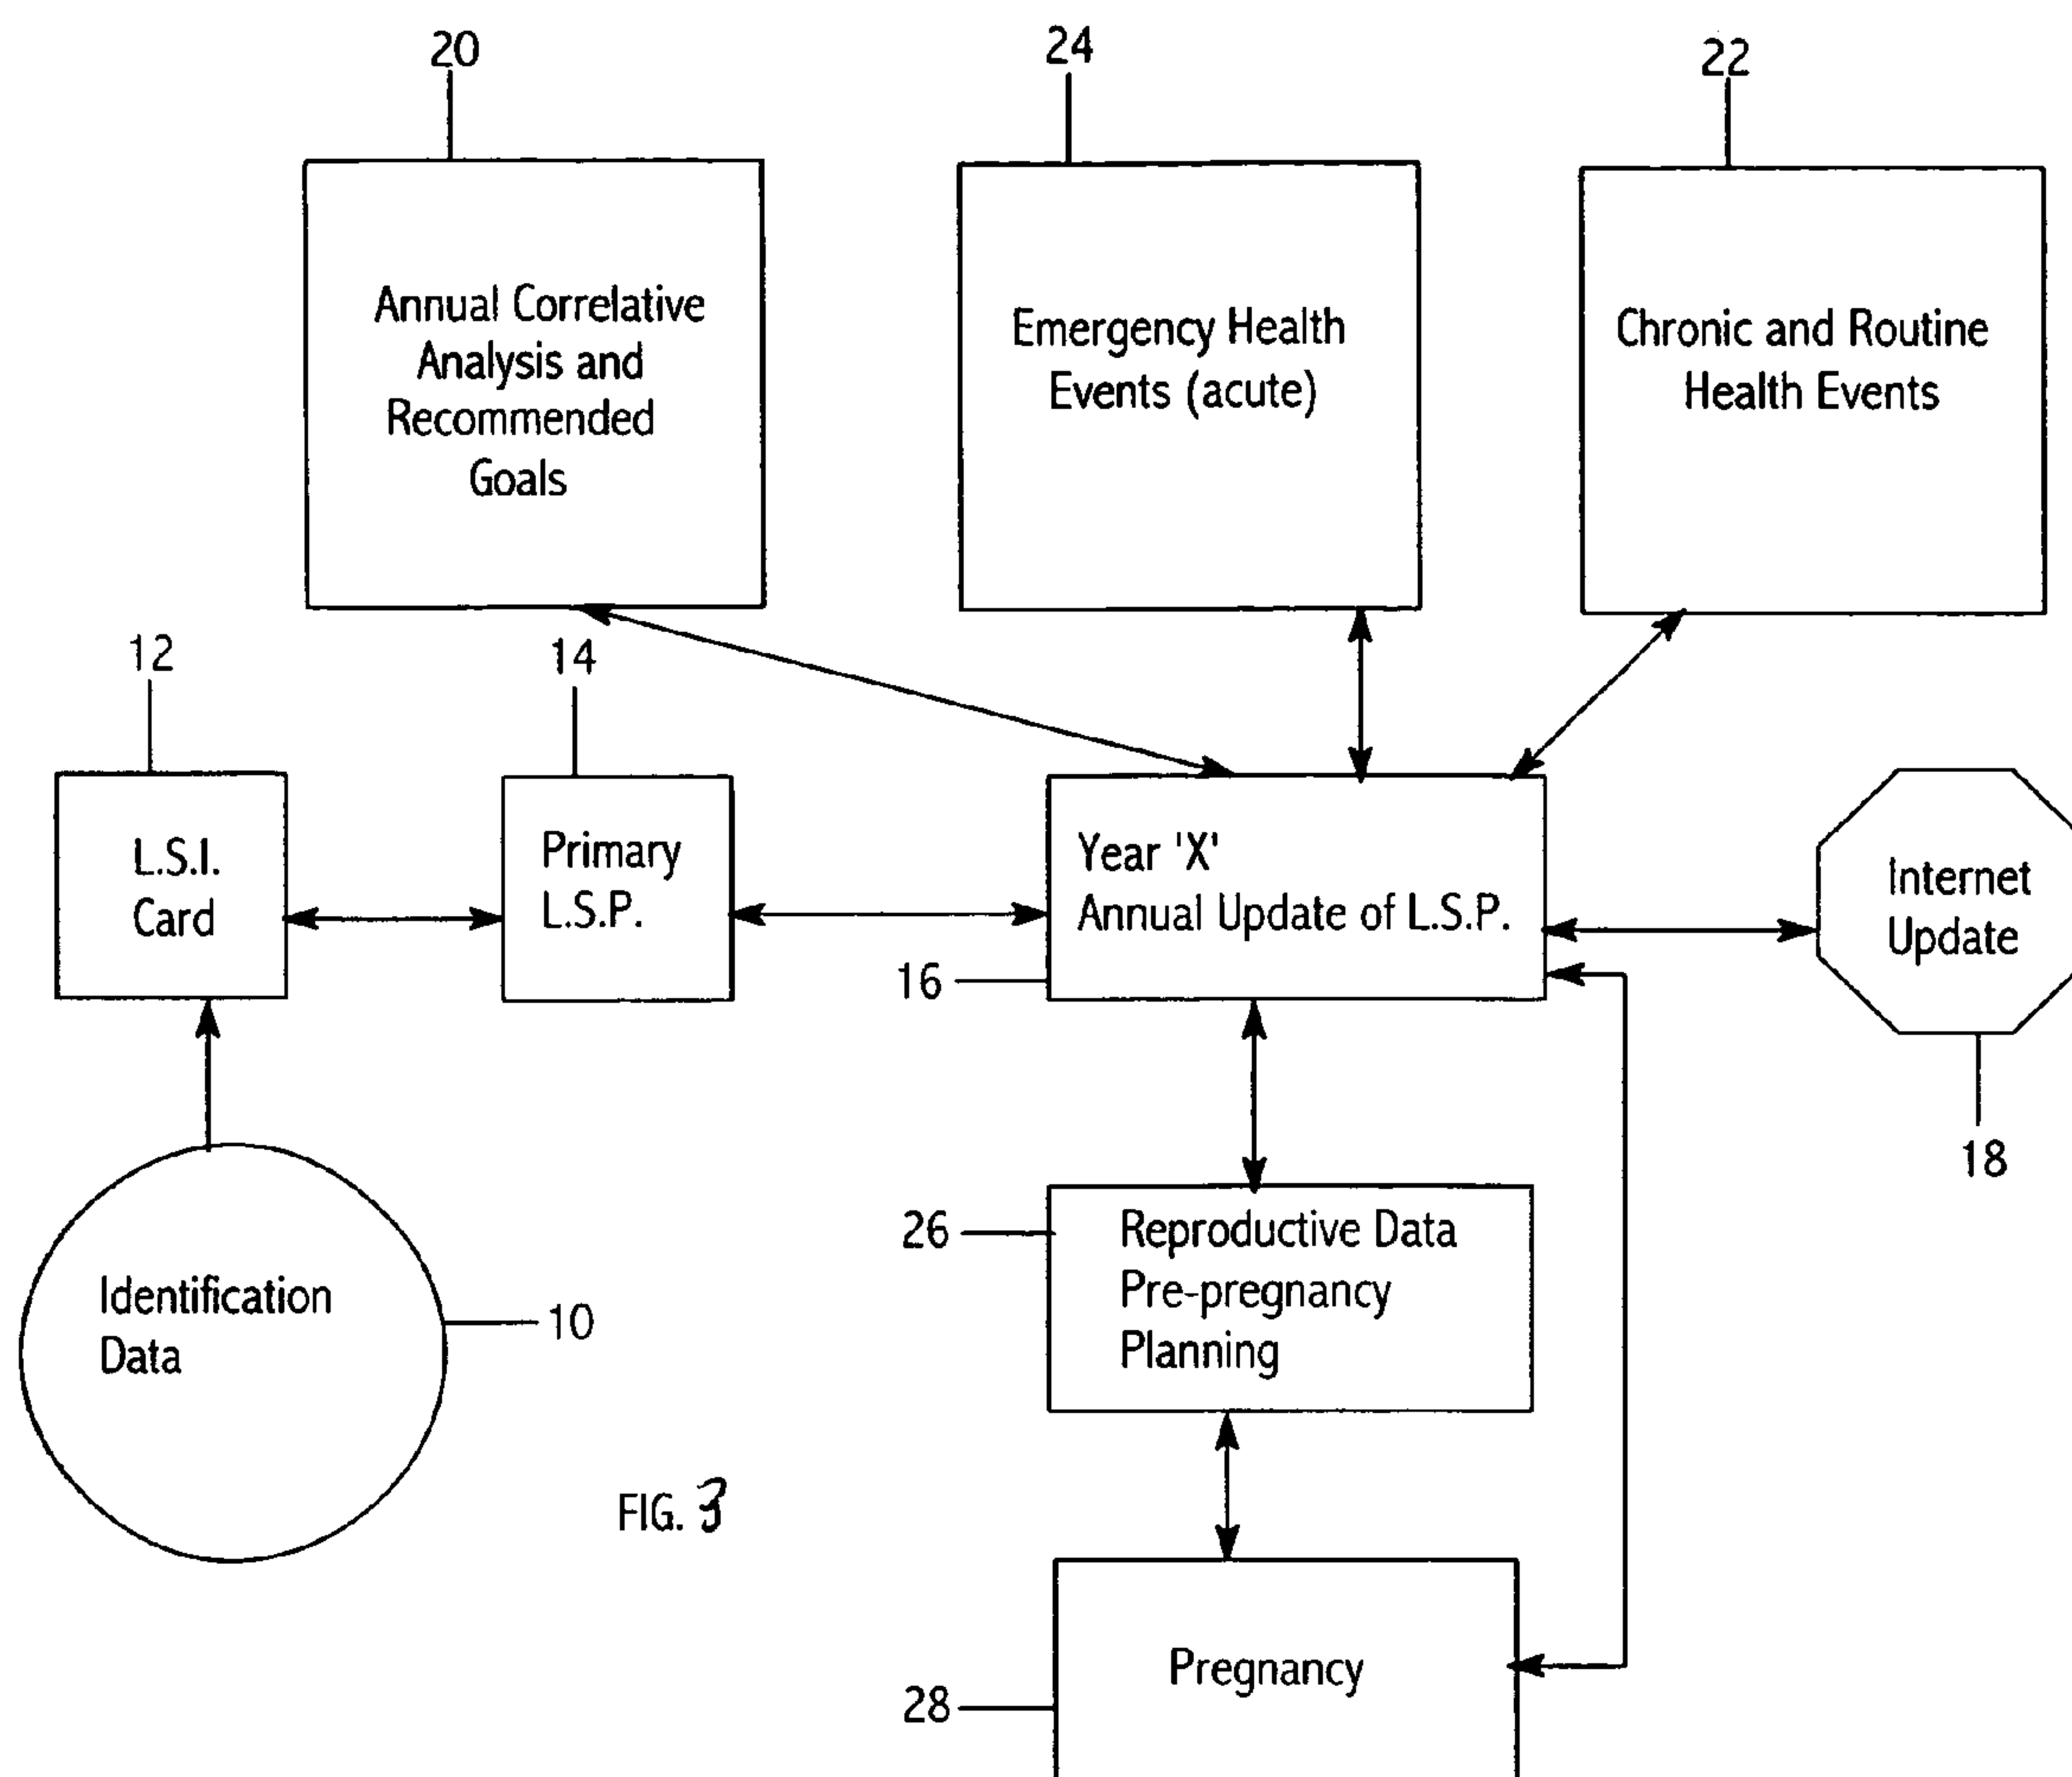 20
24
22
Annual Correlative
Analysis and
Recommended
Goals
Emergency Health
Events (acute)
Chronic and Routine
Health Events
12
14
L.S.I.
Card
Primary
L.S.P.
Year 'X'
Annual Update of L.S.P.
16
Internet
Update
18
Identification
Data
10
26
Reproductive Data
Pre-pregnancy
Planning
FIG. 3
Pregnancy
28